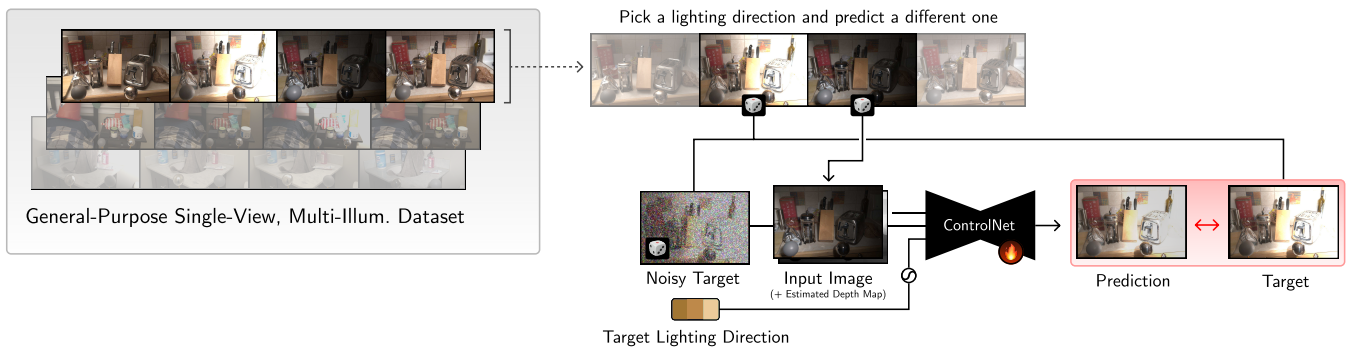 Pick a lighting direction and predict a different one
General-Purpose Single-View, Multi-Illum. Dataset
ControlNet
Noisy Target
Input Image
(+ Estimated Depth Map)
Prediction
Target
Target Lighting Direction